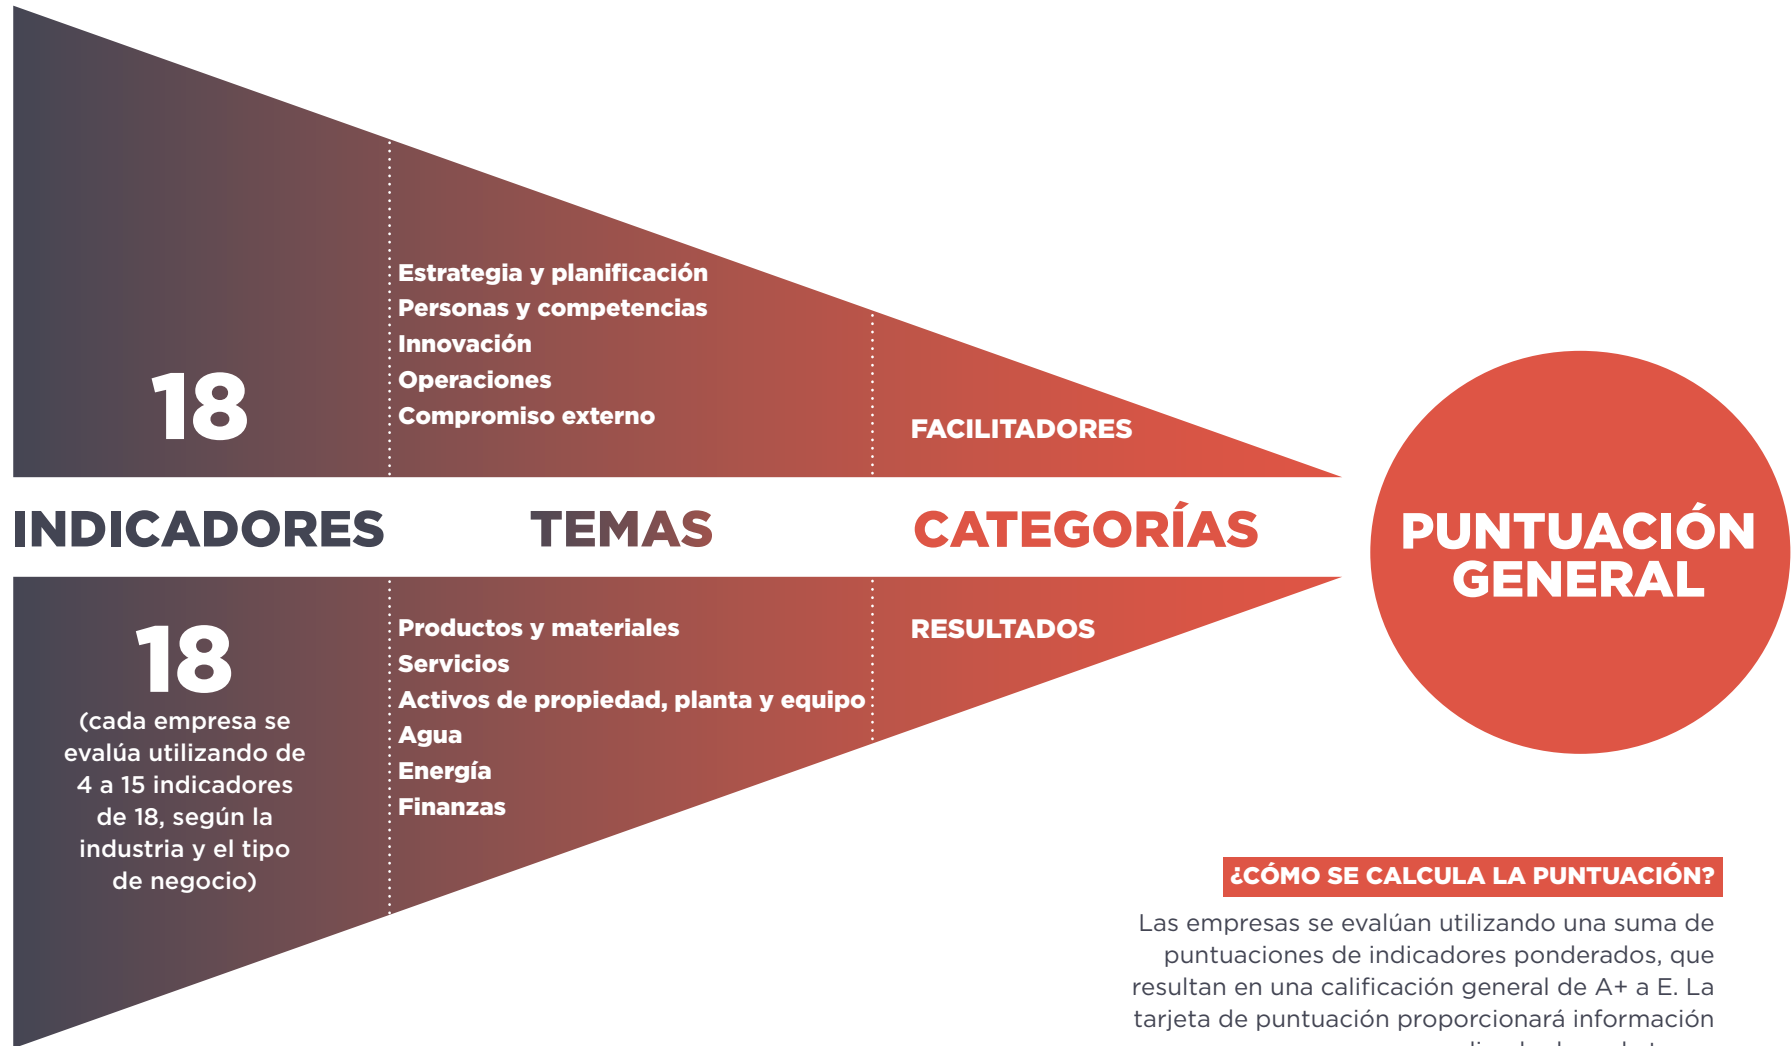 Estrategia y planificación
Personas y competencias
Innovación
Operaciones
Compromiso externo
18
FACILITADORES
INDICADORES
TEMAS
CATEGORÍAS
PUNTUACIÓN
GENERAL
18
(cada empresa se
evalúa utilizando de
4 a 15 indicadores
de 18, según la
industria y el tipo
de negocio)
Productos y materiales
Servicios
Activos de propiedad, planta y equipo
Agua
Energía
Finanzas
RESULTADOS
¿CÓMO SE CALCULA LA PUNTUACIÓN?
Las empresas se evalúan utilizando una suma de
puntuaciones de indicadores ponderados, que
resultan en una calificación general de A+ a E. La
tarjeta de puntuación proporcionará información